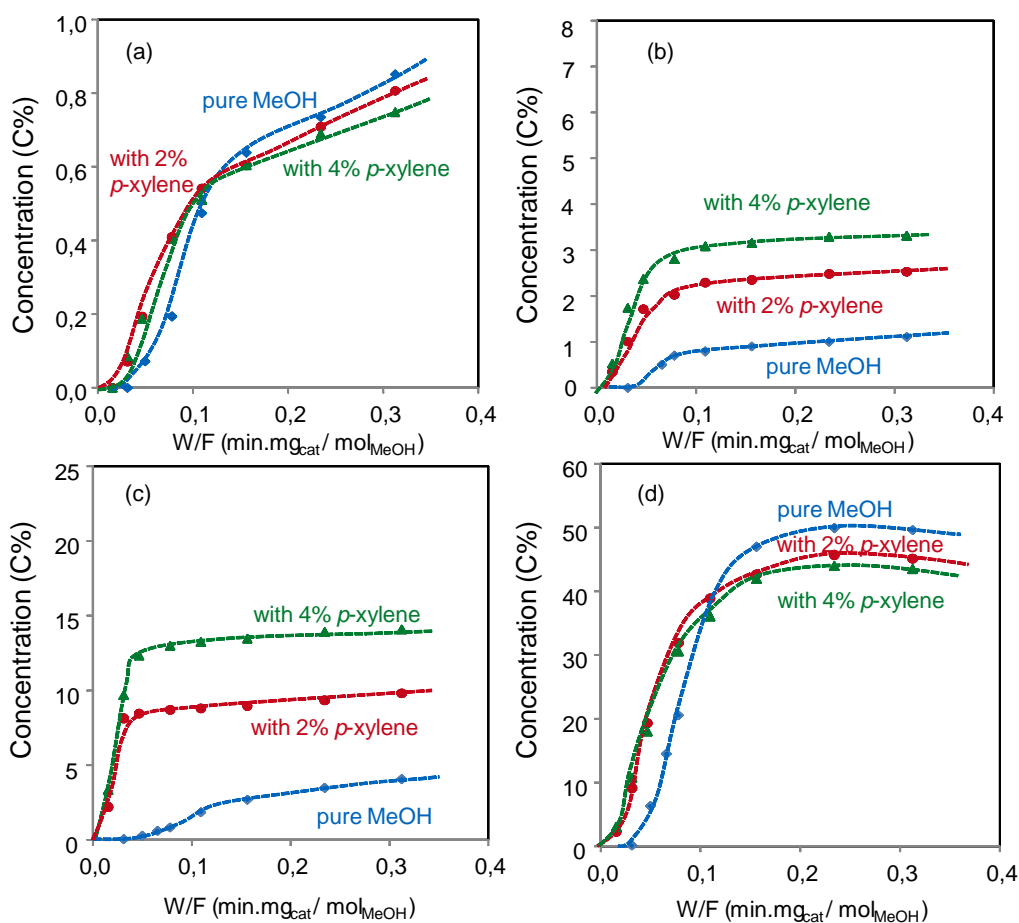 (a)
pure MeOH
with 2%
p-xylene
with 4% p-xylene
Concentration (C%)
1,0
0,8
0,6
0,4
0,2
0,0
0,0 0,1 0,2 0,3 0,4
W/F (min.mgcat/ molMeOH)
(b)
with 4% p-xylene
with 2% p-xylene
pure MeOH
Concentration (C%)
8
7
6
5
4
3
2
1
0
0,0 0,1 0,2 0,3 0,4
W/F (min.mgcat/ molMeOH)
(c)
with 4% p-xylene
with 2% p-xylene
pure MeOH
Concentration (C%)
25
20
15
10
5
0
0,0 0,1 0,2 0,3 0,4
W/F (min.mgcat/ molMeOH)
(d)
pure MeOH
with 2% p-xylene
with 4% p-xylene
Concentration (C%)
60
50
40
30
20
10
0
0,0 0,1 0,2 0,3 0,4
W/F (min.mgcat/ molMeOH)